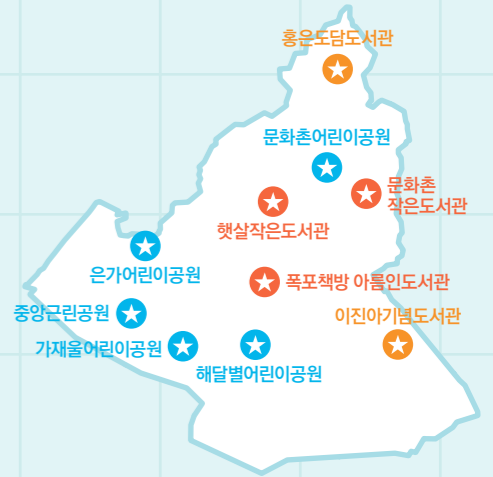 홍은도담도서관
문화촌어린이공원
문화촌
작은도서관
햇살작은도서관
은가어린이공원
폭포책방 아름인도서관
중앙근린공원
이진아기념도서관
가재울어린이공원
해달별어린이공원